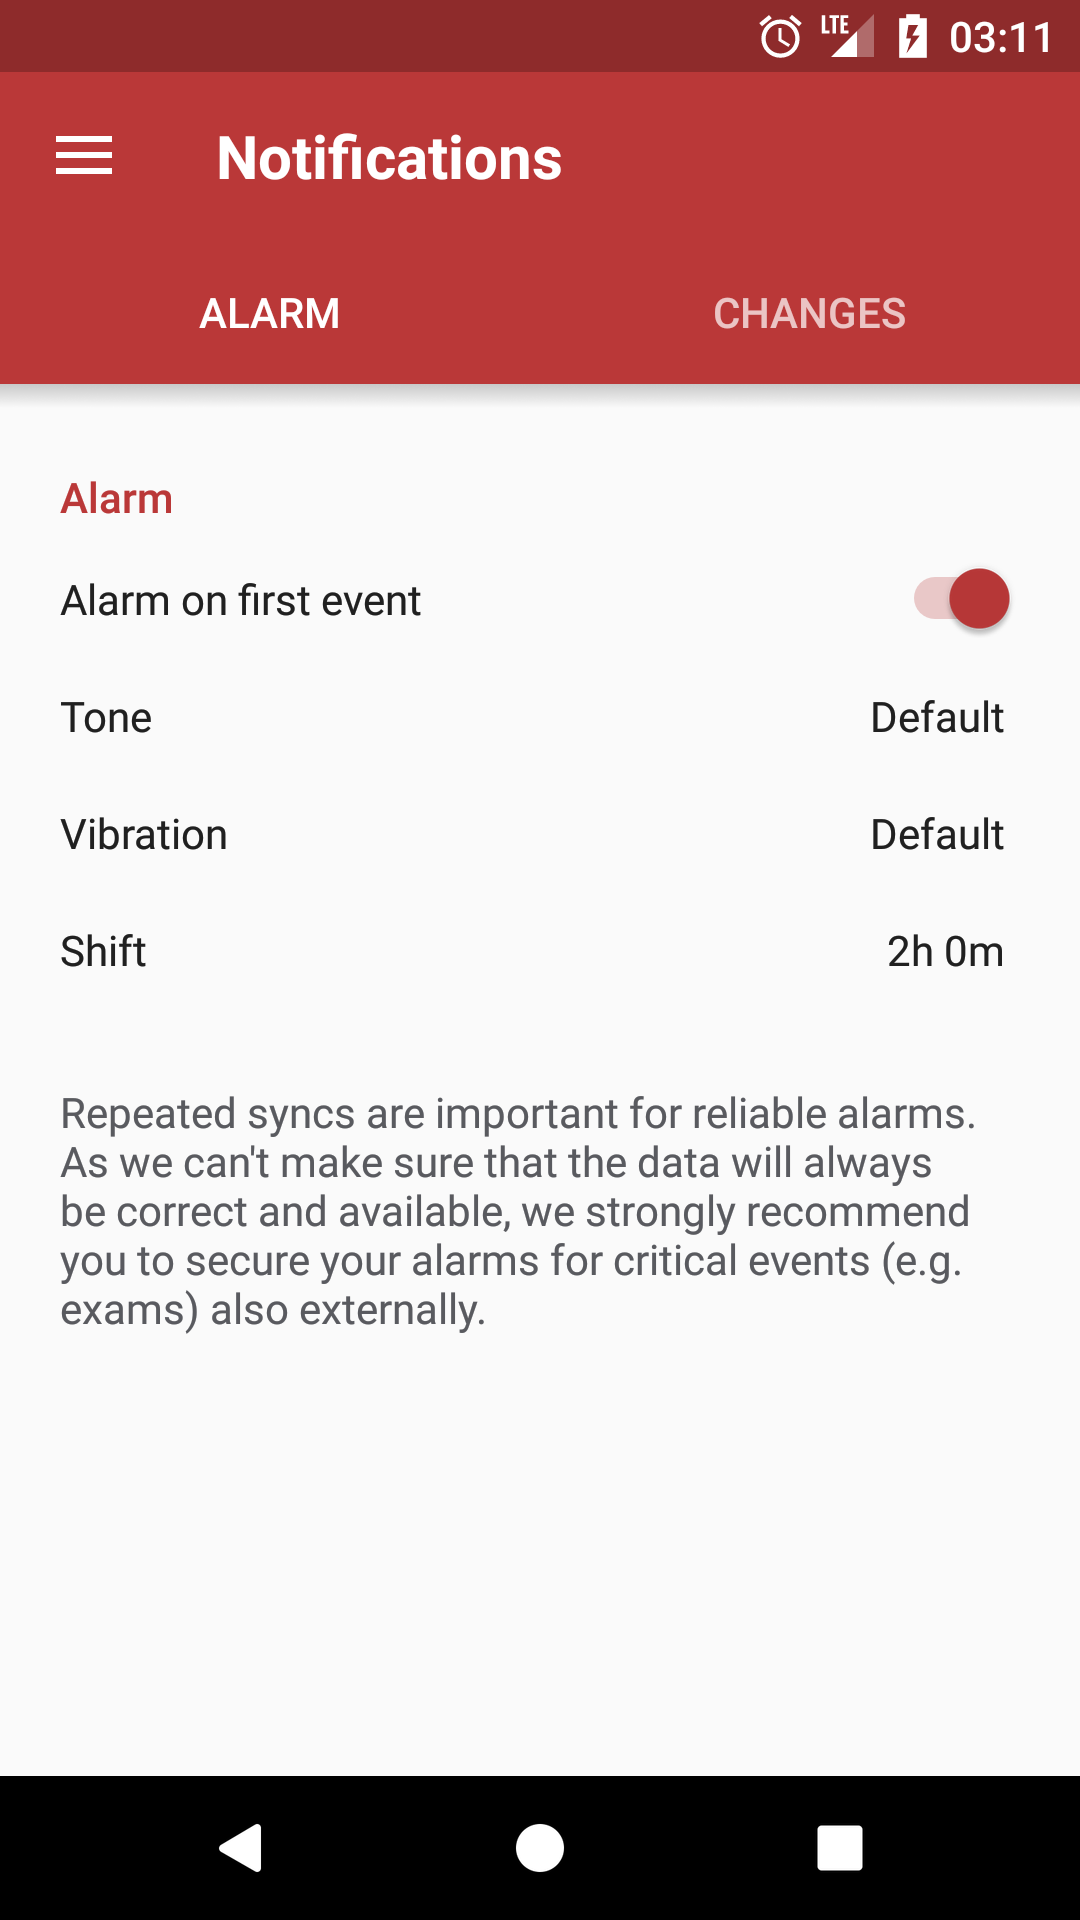 LTE 03:11
Notifications
ALARM CHANGES
Alarm
Alarm on first event
Tone Default
Vibration Default
Shift 2h 0m
Repeated syncs are important for reliable alarms.
As we can't make sure that the data will always
be correct and available, we strongly recommend
you to secure your alarms for critical events (e.g.
exams) also externally.